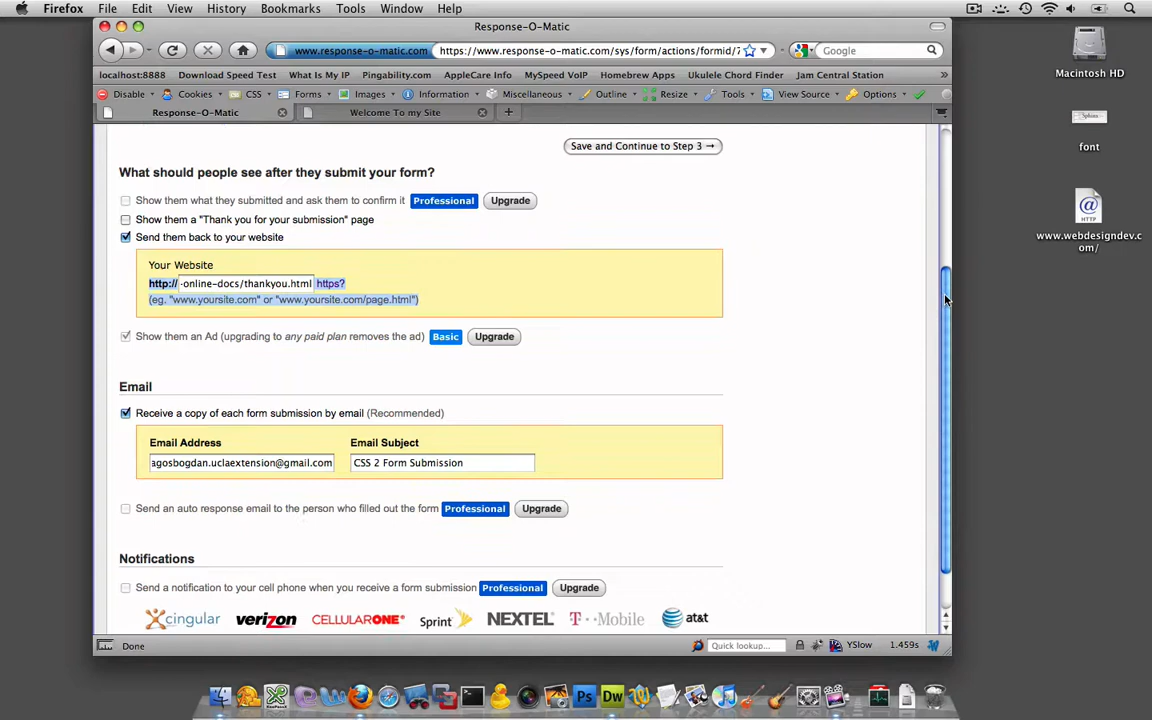 Firefox File Edit View History Bookmarks Tools Window Help
Response-O-Matic
www.response-o-matic.com https://www.response-o-matic.com/sys/form/actions/formid/7 Google
localhost:8888 Download Speed Test What Is My IP Pingability.com AppleCare Info MySpeed VoIP Homebrew Apps Ukulele Chord Finder Jam Central Station »
Disable Cookies CSS Forms Images Information Miscellaneous Outline Resize Tools View Source Options
Response-O-Matic Welcome to my Site
Save and Continue to Step 3 →
What should people see after they submit your form?
Show them what they submitted and ask them to confirm it Professional Upgrade
Show them a "Thank you for your submission" page
Send them back to your website
Your Website
http:// -online-docs/thankyou.html https?
(eg. "www.yoursite.com" or "www.yoursite.com/page.html")
Show them an Ad (upgrading to any paid plan removes the ad) Basic Upgrade
Email
Receive a copy of each form submission by email (Recommended)
Email Address Email Subject
agosbogdan.uclaextension@gmail.com CSS 2 Form Submission
Send an auto response email to the person who filled out the form Professional Upgrade
Notifications
Send a notification to your cell phone when you receive a form submission Professional Upgrade
cingular verizon CELLULARONE Sprint NEXTEL T Mobile at&t
Done Quick lookup... YSlow 1.459s
Macintosh HD
font
HTTP
www.webdesigndev.c
om/
Ps Dw